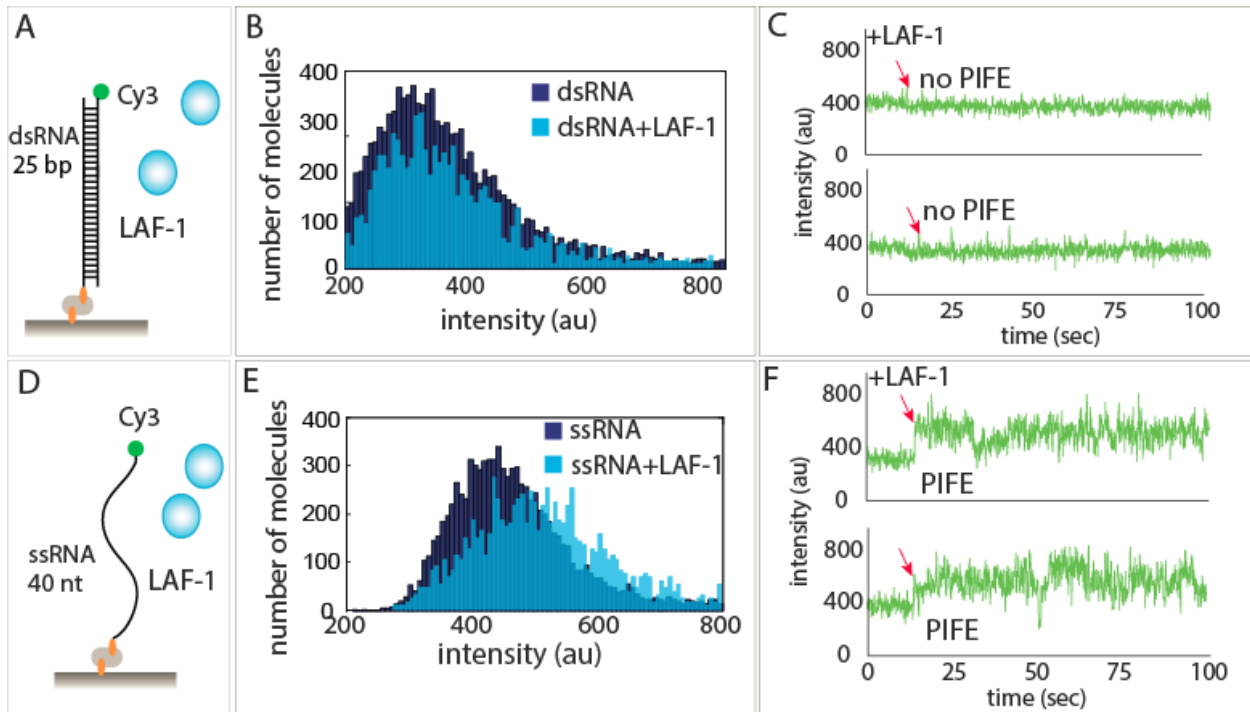 A
Cy3
dsRNA
25 bp
LAF-1
B
number of molecules
400
300
200
100
0
dsRNA
dsRNA+LAF-1
200
400
600
800
intensity (au)
C
+LAF-1
no PIFE
800
400
0
no PIFE
800
400
0
intensity (au)
0
25
50
75
100
time (sec)
D
Cy3
ssRNA
40 nt
LAF-1
E
number of molecules
400
300
200
100
0
ssRNA
ssRNA+LAF-1
200
400
600
800
intensity (au)
F
+LAF-1
800
400
0
PIFE
800
400
0
PIFE
intensity (au)
0
25
50
75
100
time (sec)